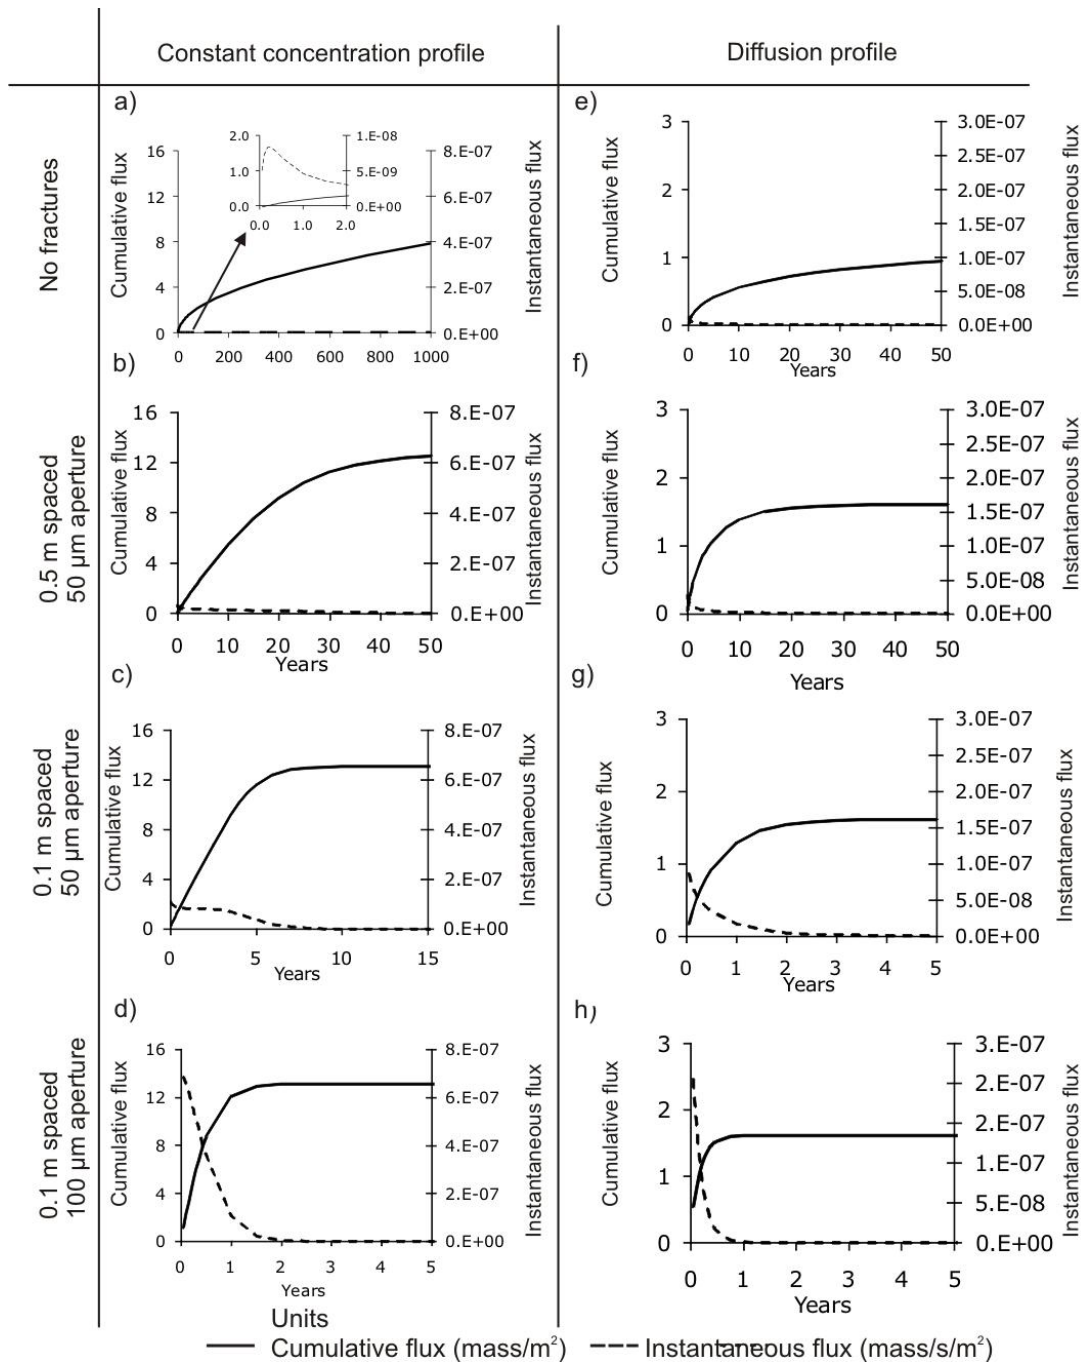 Constant concentration profile
Diffusion profile
No fractures
a)
Cumulative flux
16
12
8
4
0
2.0
1.0
0.0
1.E-08
5.E-09
0.E+00
0.0 1.0 2.0
8.E-07
6.E-07
4.E-07
2.E-07
0.E+00
Instantaneous flux
0 200 400 600 800 1000
e)
Cumulative flux
3
2
1
0
3.0E-07
2.5E-07
2.0E-07
1.5E-07
1.0E-07
5.0E-08
0.0E+00
Instantaneous flux
0 10 20 30 40 50
Years
0.5 m spaced
50 µm aperture
b)
Cumulative flux
16
12
8
4
0
8.E-07
6.E-07
4.E-07
2.E-07
0.E+00
Instantaneous flux
0 10 20 30 40 50
Years
f)
Cumulative flux
3
2
1
0
3.0E-07
2.5E-07
2.0E-07
1.5E-07
1.0E-07
5.0E-08
0.0E+00
Instantaneous flux
0 10 20 30 40 50
Years
0.1 m spaced
50 µm aperture
c)
Cumulative flux
16
12
8
4
0
8.E-07
6.E-07
4.E-07
2.E-07
0.E+00
Instantaneous flux
0 5 10 15
Years
g)
Cumulative flux
3
2
1
0
3.0E-07
2.5E-07
2.0E-07
1.5E-07
1.0E-07
5.0E-08
0.0E+00
Instantaneous flux
0 1 2 3 4 5
Years
0.1 m spaced
100 µm aperture
d)
Cumulative flux
16
12
8
4
0
8.E-07
6.E-07
4.E-07
2.E-07
0.E+00
Instantaneous flux
0 1 2 3 4 5
Years
h)
Cumulative flux
3
2
1
0
3.E-07
2.E-07
2.E-07
1.E-07
1.E-07
5.E-08
0.E+00
Instantaneous flux
0 1 2 3 4 5
Years
Units
Cumulative flux (mass/m²) Instantaneous flux (mass/s/m²)